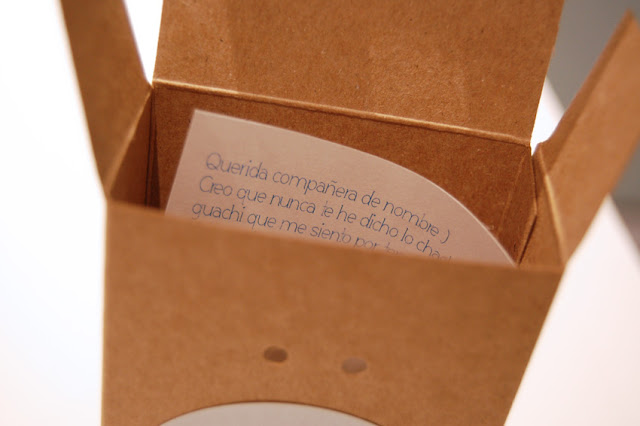 Querida compañera de nombre )
Creo que nunca te he dicho lo
guachi que me siento por